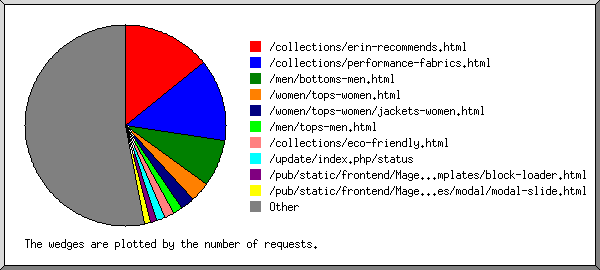 /collections/erin-recommends.html
/collections/performance-fabrics.html
/men/bottoms-men.html
/women/tops-women.html
/women/tops-women/jackets-women.html
/men/tops-men.html
/collections/eco-friendly.html
/update/index.php/status
/pub/static/frontend/Mage...mplates/block-loader.html
/pub/static/frontend/Mage...es/modal/modal-slide.html
Other
The wedges are plotted by the number of requests.